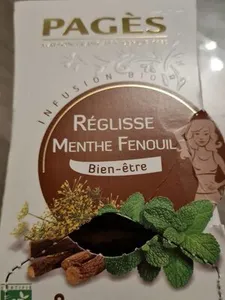 PAGÈS
INFUSION BIO
RÉGLISSE
MENTHE FENOUIL
Bien-être